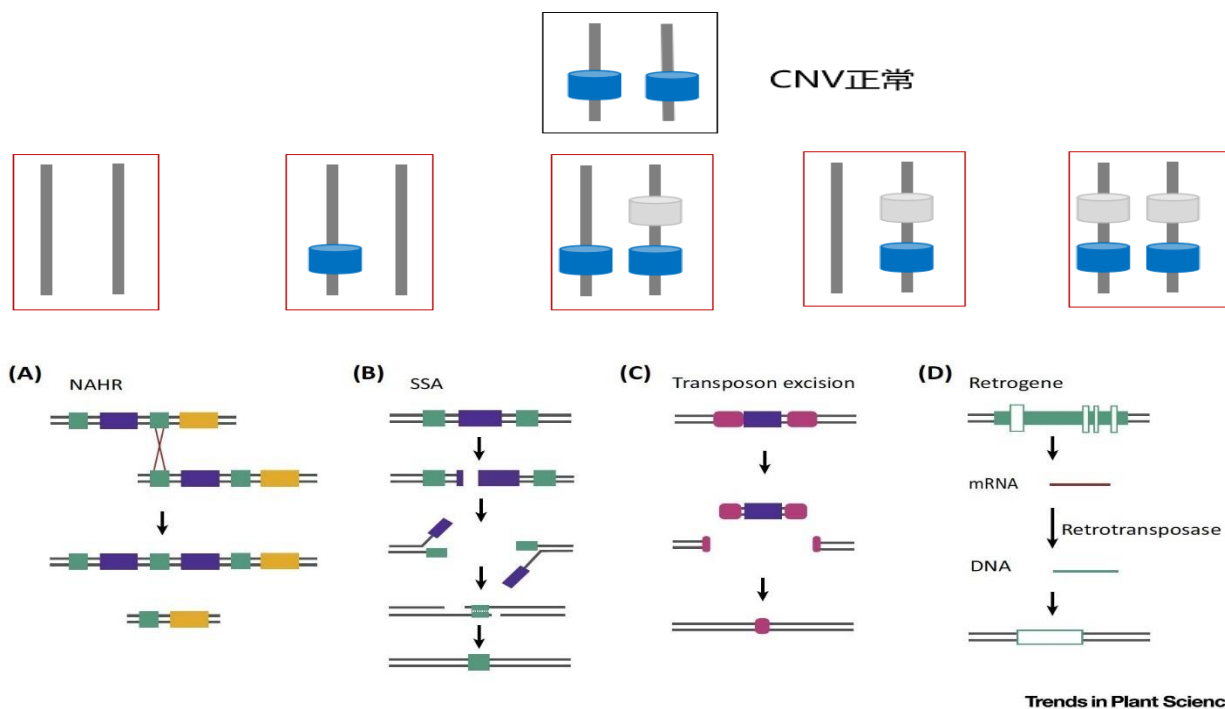 CNV正常
(A) NAHR
(B) SSA
(C) Transposon excision
(D) Retrogene
mRNA
Retrotransposase
DNA
Trends in Plant Scienc